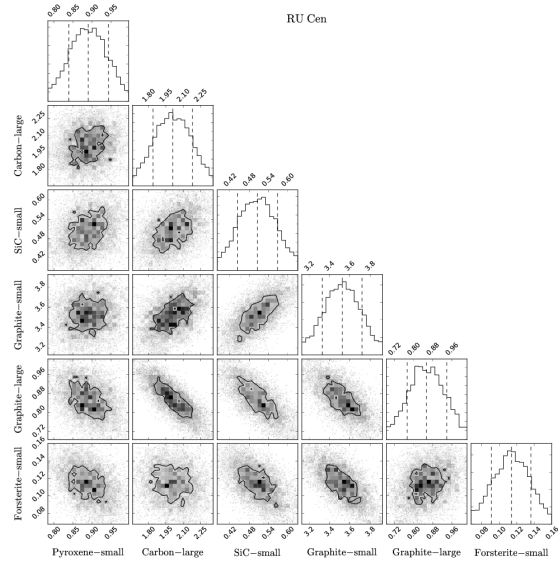 RU Cen
0.80 0.85 0.90 0.95
1.80 1.95 2.10 2.25
Carbon−large
2.25
2.10
1.95
1.80
0.42 0.48 0.54 0.60
SiC−small
0.60
0.54
0.48
0.42
3.2 3.4 3.6 3.8
Graphite−small
3.8
3.6
3.4
3.2
0.72 0.80 0.88 0.96
Graphite−large
0.96
0.88
0.80
0.72
0.08 0.10 0.12 0.14 0.16
Forsterite−small
0.16
0.14
0.12
0.10
0.08
0.80 0.85 0.90 0.95
1.80 1.95 2.10 2.25
0.42 0.48 0.54 0.60
3.2 3.4 3.6 3.8
0.72 0.80 0.88 0.96
0.08 0.10 0.12 0.14 0.16
Pyroxene−small Carbon−large SiC−small Graphite−small Graphite−large Forsterite−small